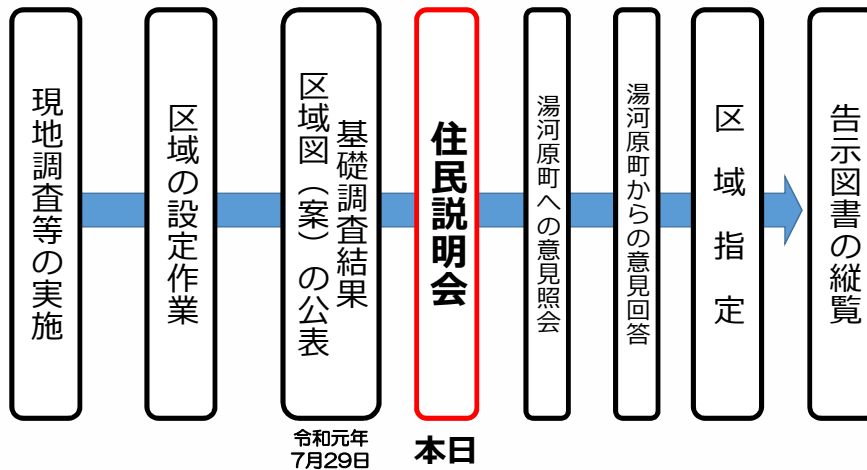 現地調査等の実施
区域の設定作業
基礎調査結果
区域図（案）の公表
令和元年
7月29日
住民説明会
本日
湯河原町への意見照会
湯河原町からの意見回答
区域指定
告示図書の縦覧